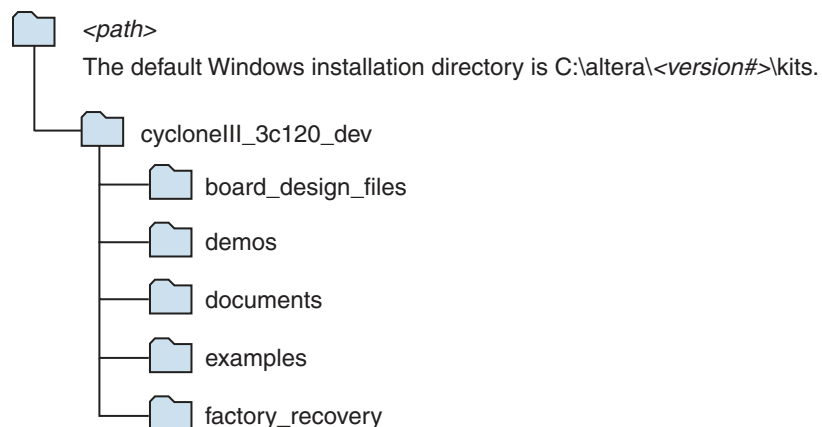 <path>
The default Windows installation directory is C:\altera\<version#>\kits.
cycloneIII_3c120_dev
board_design_files
demos
documents
examples
factory_recovery